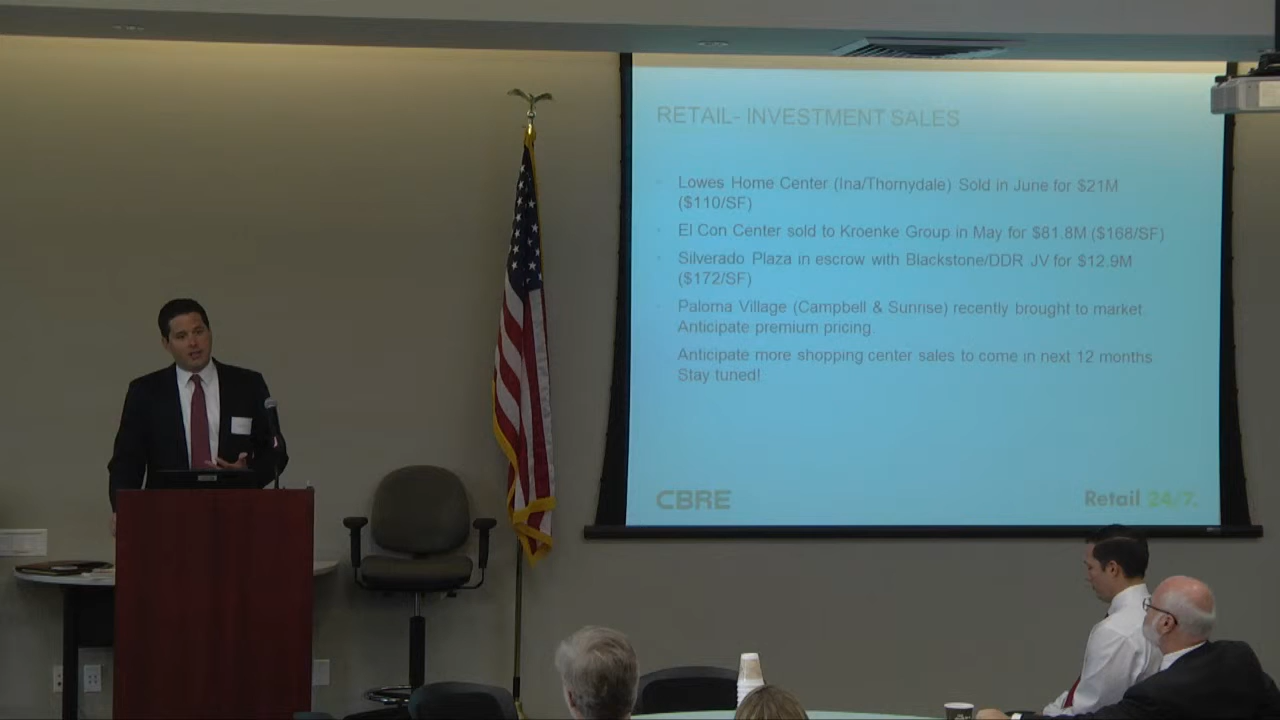 RETAIL- INVESTMENT SALES
Lowes Home Center (Ina/Thornydale) Sold in June for $21M
($110/SF)
El Con Center sold to Kroenke Group in May for $81.8M ($168/SF)
Silverado Plaza in escrow with Blackstone/DDR JV for $12.9M
($172/SF)
Paloma Village (Campbell & Sunrise) recently brought to market.
Anticipate premium pricing.
Anticipate more shopping center sales to come in next 12 months
Stay tuned!
CBRE
Retail 24/7.